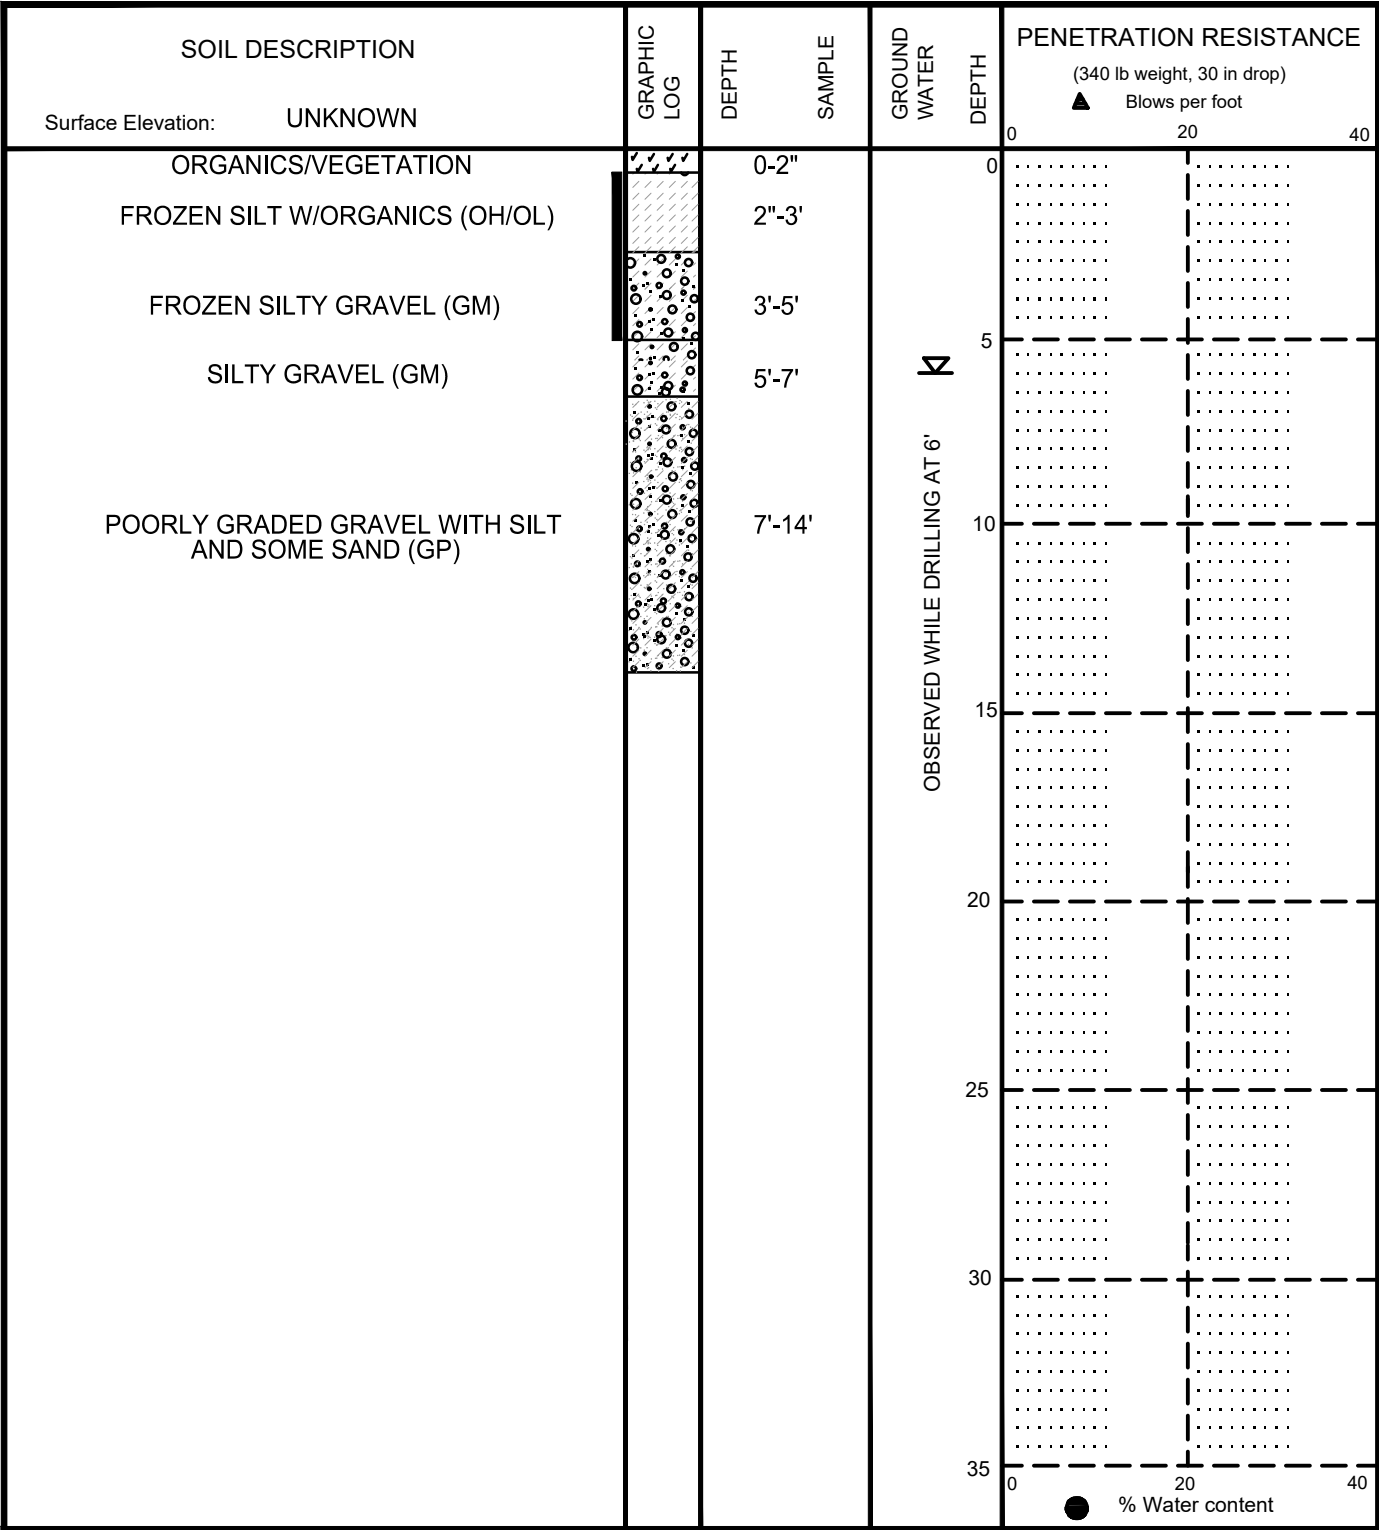 SOIL DESCRIPTION
Surface Elevation: UNKNOWN
GRAPHIC
LOG
DEPTH
SAMPLE
GROUND
WATER
DEPTH
PENETRATION RESISTANCE
(340 lb weight, 30 in drop)
Blows per foot
0 20 40
ORGANICS/VEGETATION 0-2"
FROZEN SILT W/ORGANICS (OH/OL) 2"-3'
FROZEN SILTY GRAVEL (GM) 3'-5'
SILTY GRAVEL (GM) 5'-7'
POORLY GRADED GRAVEL WITH SILT
AND SOME SAND (GP)
7'-14'
OBSERVED WHILE DRILLING AT 6'
0
5
10
15
20
25
30
35
0 20 40
% Water content